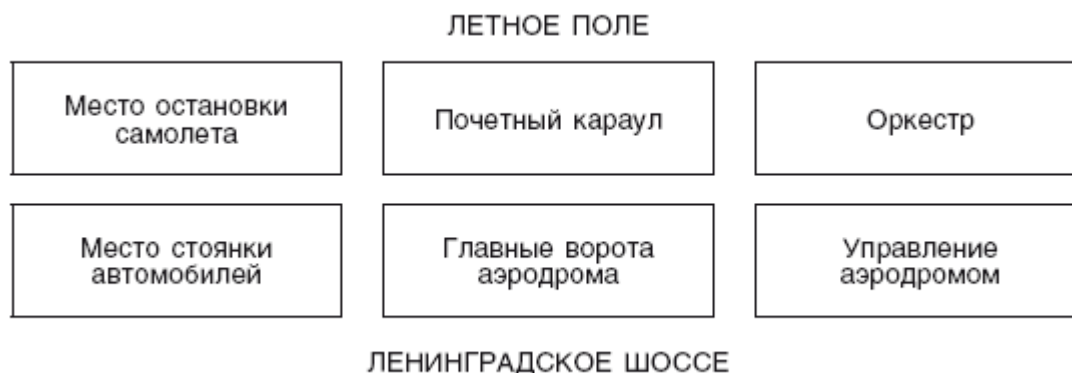 ЛЕТНОЕ ПОЛЕ
Место остановки
самолета
Почетный караул
Оркестр
Место стоянки
автомобилей
Главные ворота
аэродрома
Управление
аэродромом
ЛЕНИНГРАДСКОЕ ШОССЕ